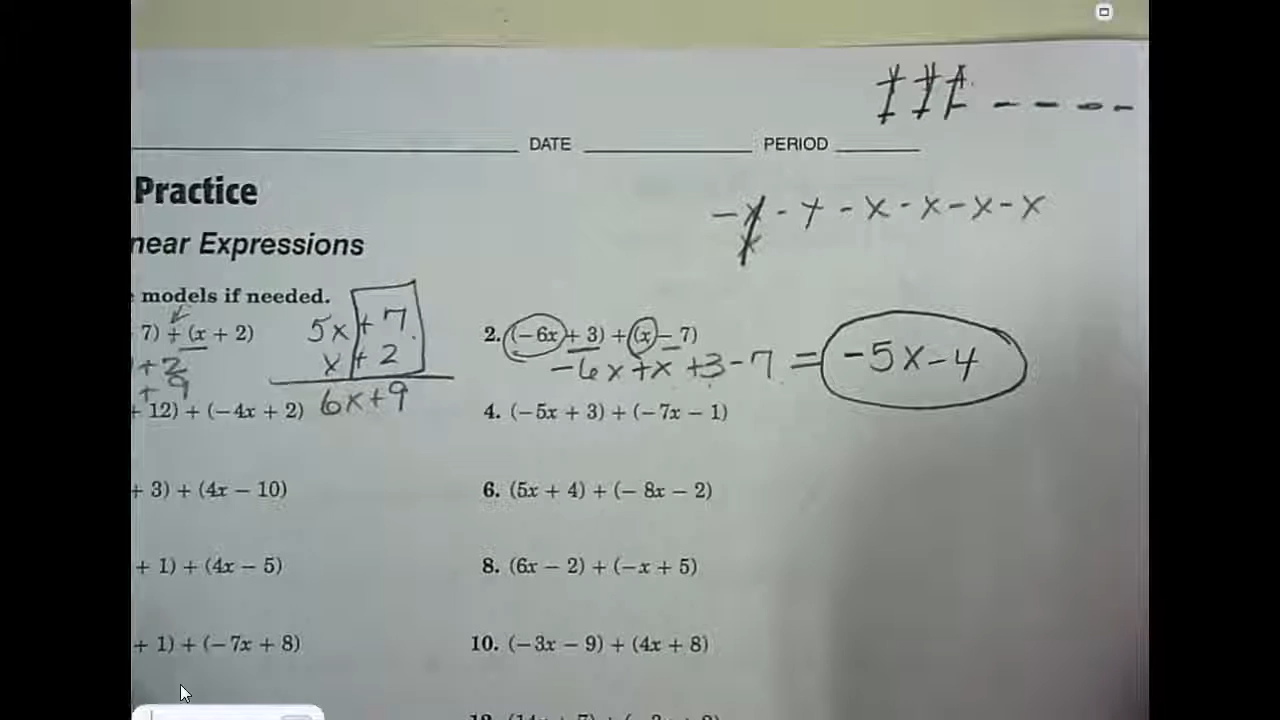 DATE PERIOD
Practice
- x - x - x - x - x - x
x
near Expressions
models if needed.
7) + (x + 2)
5x + 7
+ 2
x + 2
+ 9
6x + 9
2. (−6x + 3) + (x − 7)
-6x+x +3-7 = -5x-4
+ 12) + (−4x + 2)
4. (−5x + 3) + (−7x − 1)
+ 3) + (4x − 10)
6. (5x + 4) + (− 8x − 2)
+ 1) + (4x − 5)
8. (6x − 2) + (−x + 5)
+ 1) + (−7x + 8)
10. (−3x − 9) + (4x + 8)